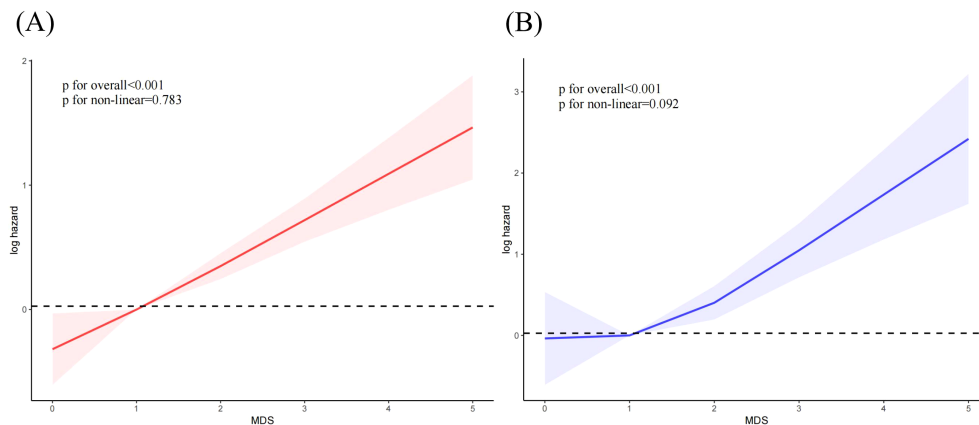 (A)
p for overall<0.001
p for non-linear=0.783
log hazard
2
1
0
0 1 2 3 4 5
MDS
(B)
p for overall<0.001
p for non-linear=0.092
log hazard
3
2
1
0
0 1 2 3 4 5
MDS